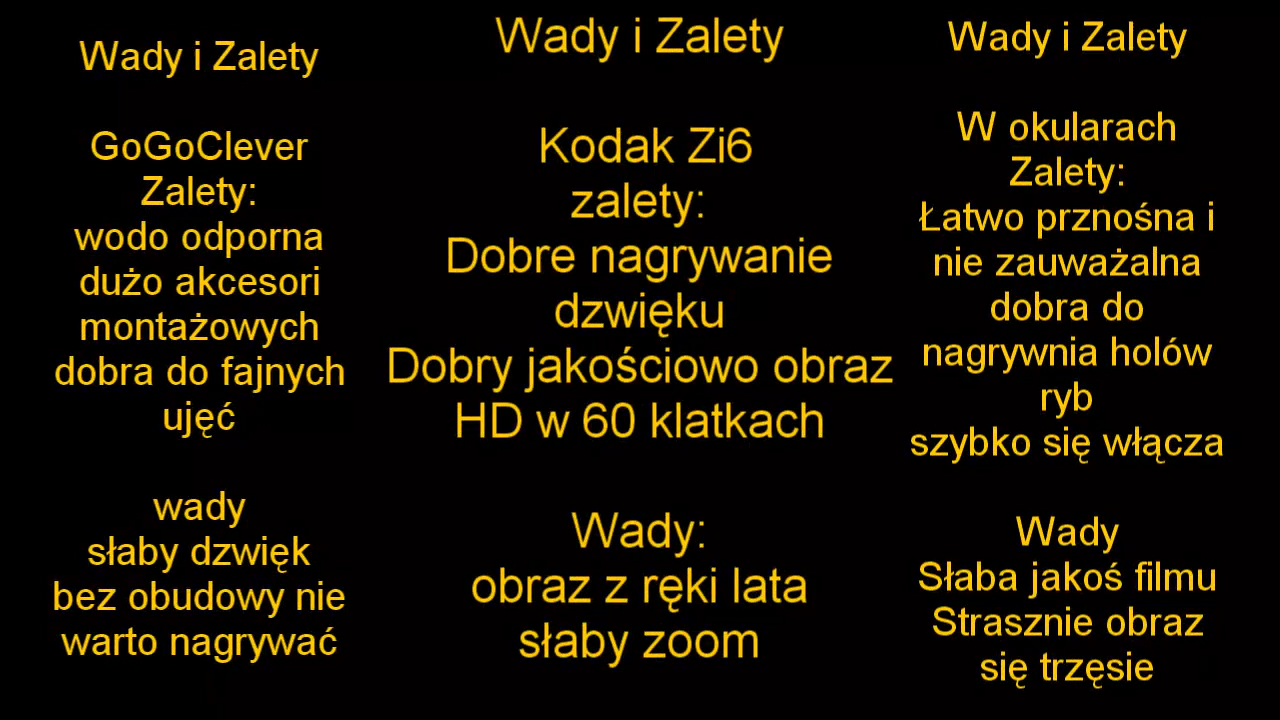 Wady i Zalety
GoGoClever
Zalety:
wodo odporna
dużo akcesori
montażowych
dobra do fajnych
ujęć
wady
słaby dzwięk
bez obudowy nie
warto nagrywać
Wady i Zalety
Kodak Zi6
zalety:
Dobre nagrywanie
dzwięku
Dobry jakościowo obraz
HD w 60 klatkach
Wady:
obraz z ręki lata
słaby zoom
Wady i Zalety
W okularach
Zalety:
Łatwo prznośna i
nie zauważalna
dobra do
nagrywnia holów
ryb
szybko się włącza
Wady
Słaba jakoś filmu
Strasznie obraz
się trzęsie